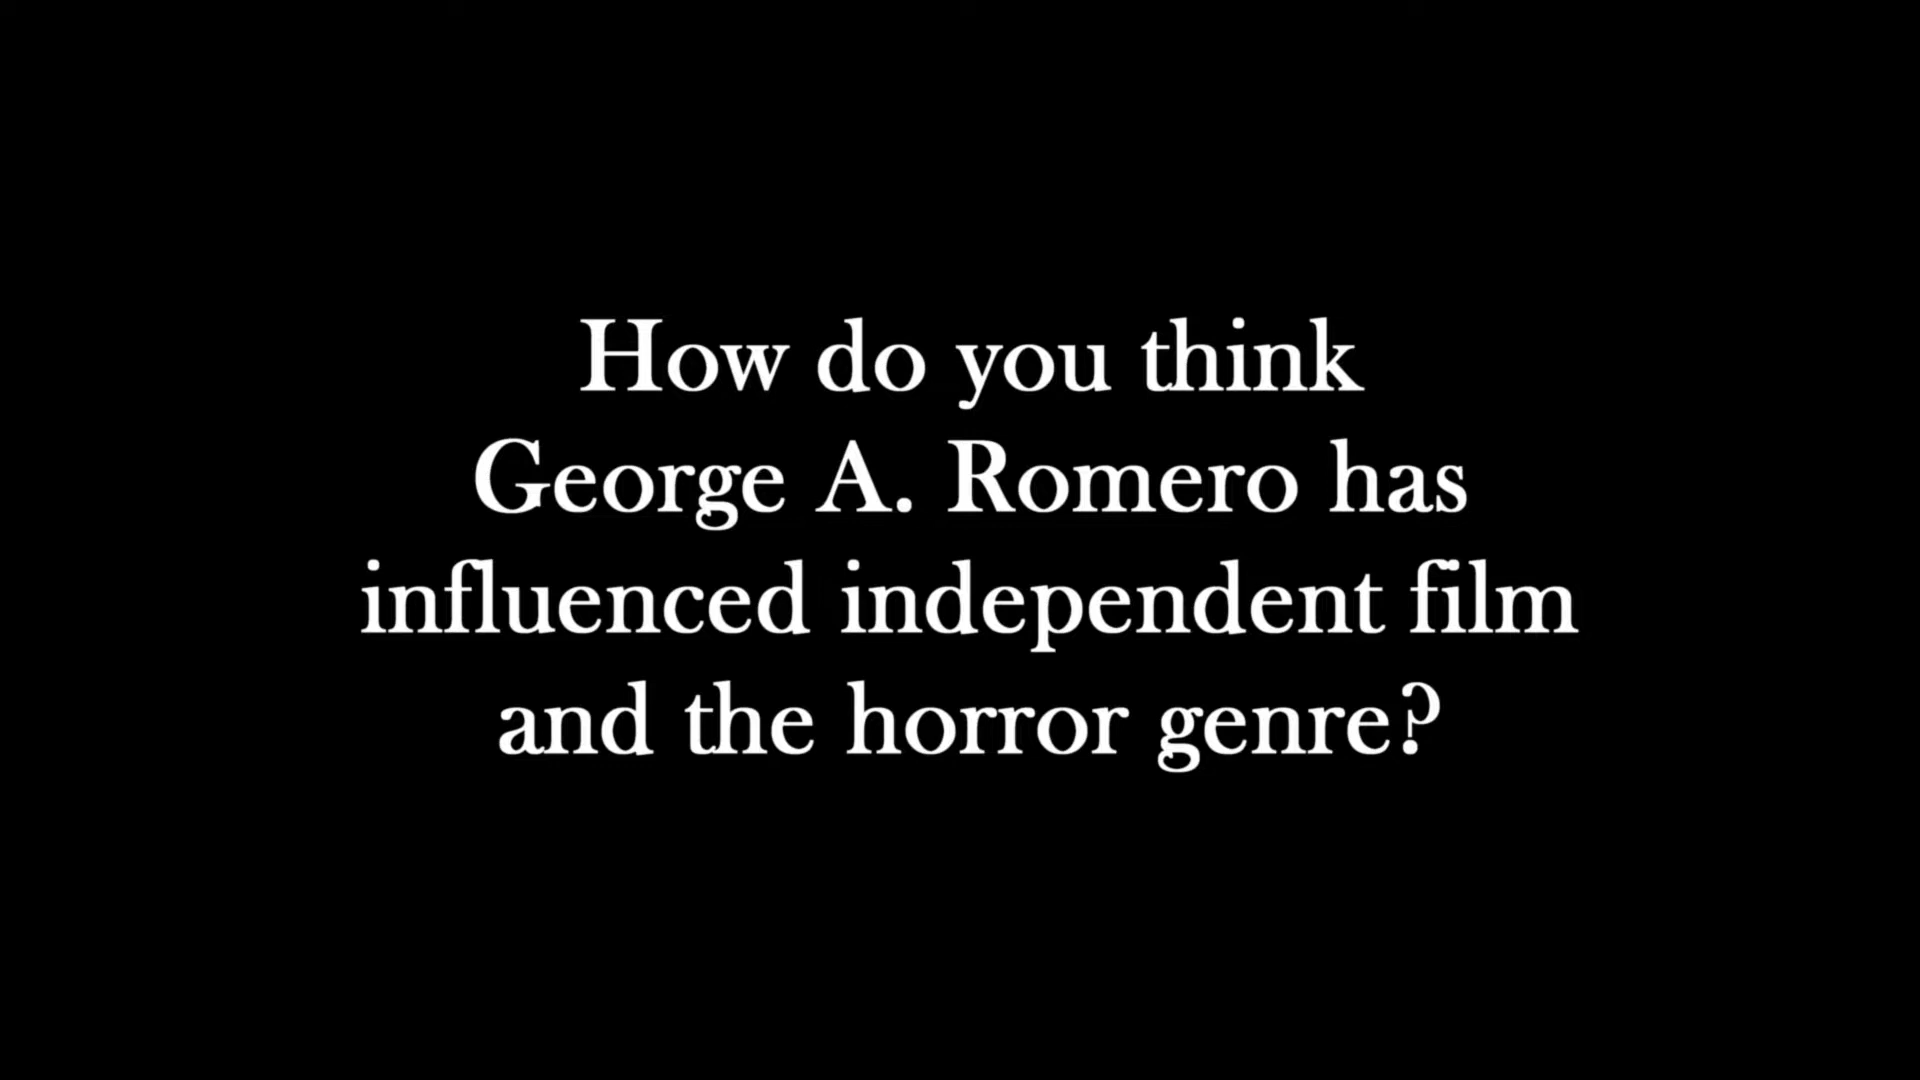 How do you think
George A. Romero has
influenced independent film
and the horror genre?